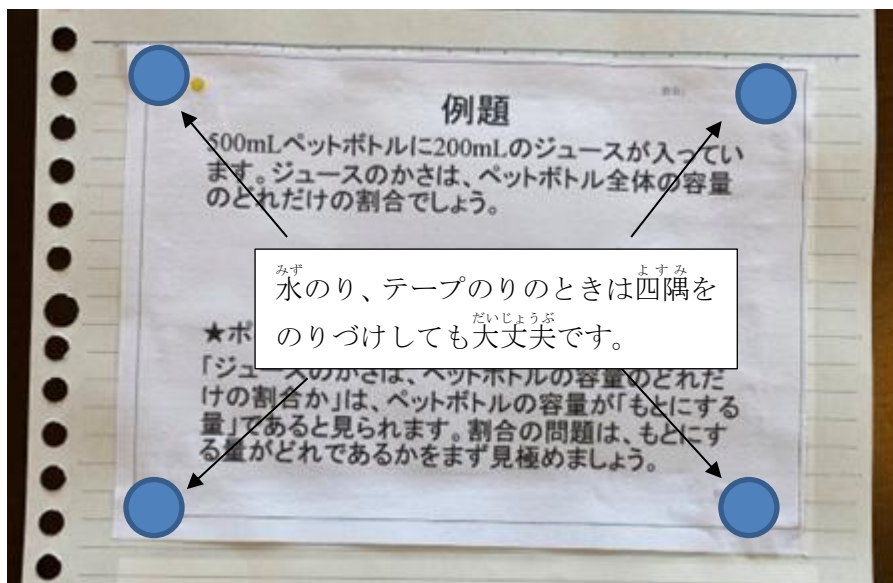 例題
500mLペットボトルに200mLのジュースが入ってい
ます。ジュースのかさは、ペットボトル全体の容量
のどれだけの割合でしょう。
水のり、テープのりのときは四隅を
のりづけしても大丈夫です。
★ポ
「ジュースのかさは、ペットボトルの容量のどれだ
けの割合か」は、ペットボトルの容量が「もとにする
量」であると見られます。割合の問題は、もとにす
る量がどれであるかをまず見極めましょう。